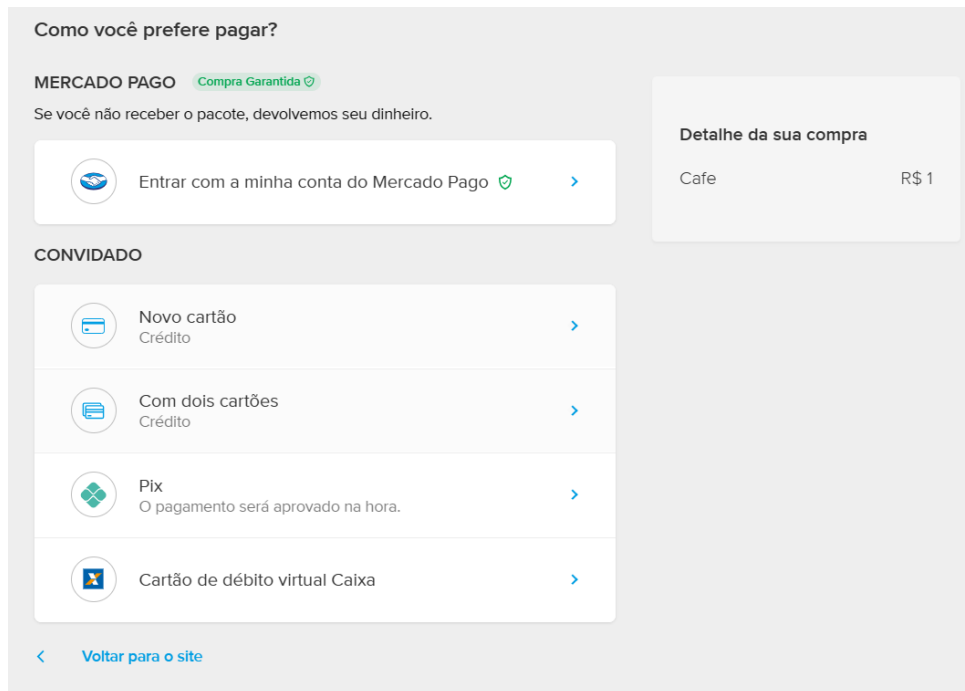 Como você prefere pagar?
MERCADO PAGO Compra Garantida
Se você não receber o pacote, devolvemos seu dinheiro.
Entrar com a minha conta do Mercado Pago
CONVIDADO
Novo cartão
Crédito
Com dois cartões
Crédito
Pix
O pagamento será aprovado na hora.
Cartão de débito virtual Caixa
Voltar para o site
Detalhe da sua compra
Cafe R$ 1